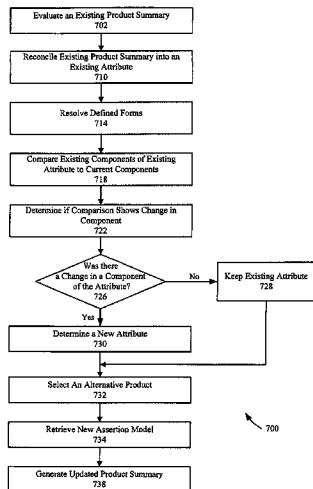 Evaluate an Existing Product Summary
702
Reconcile Existing Product Summary into an
Existing Attribute
710
Resolve Defined Forms
714
Compare Existing Components of Existing
Attribute to Current Components
718
Determine if Comparison Shows Change in
Component
722
Was there
a Change in a Component
of the Attribute?
726
No
Keep Existing Attribute
728
Yes
Determine a New Attribute
730
Select An Alternative Product
732
Retrieve New Assertion Model
734
700
Generate Updated Product Summary
738